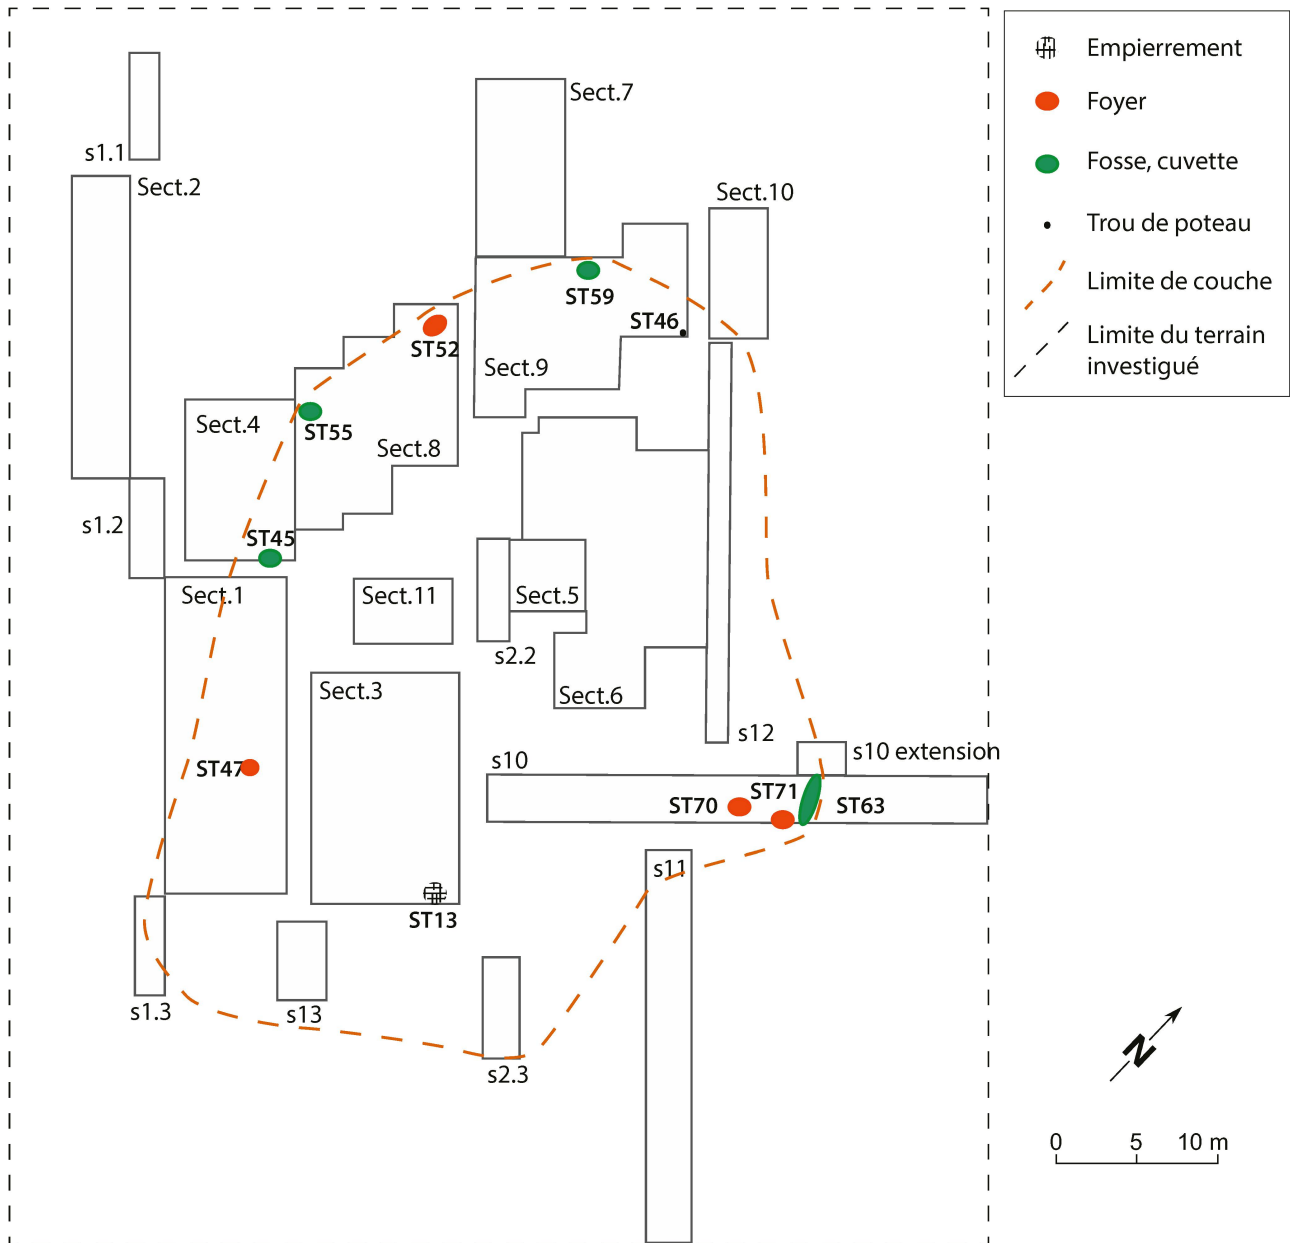 Empierrement
Foyer
Fosse, cuvette
Trou de poteau
Limite de couche
Limite du terrain
investigué
Sect.7
s1.1
Sect.2
Sect.10
ST59
ST46
ST52
Sect.9
Sect.4
ST55
Sect.8
s1.2
ST45
Sect.1
Sect.11
Sect.5
s2.2
Sect.3
Sect.6
s12
s10 extension
s10
ST47
ST71
ST70
ST63
s11
ST13
s1.3
s13
s2.3
N
0 5 10 m